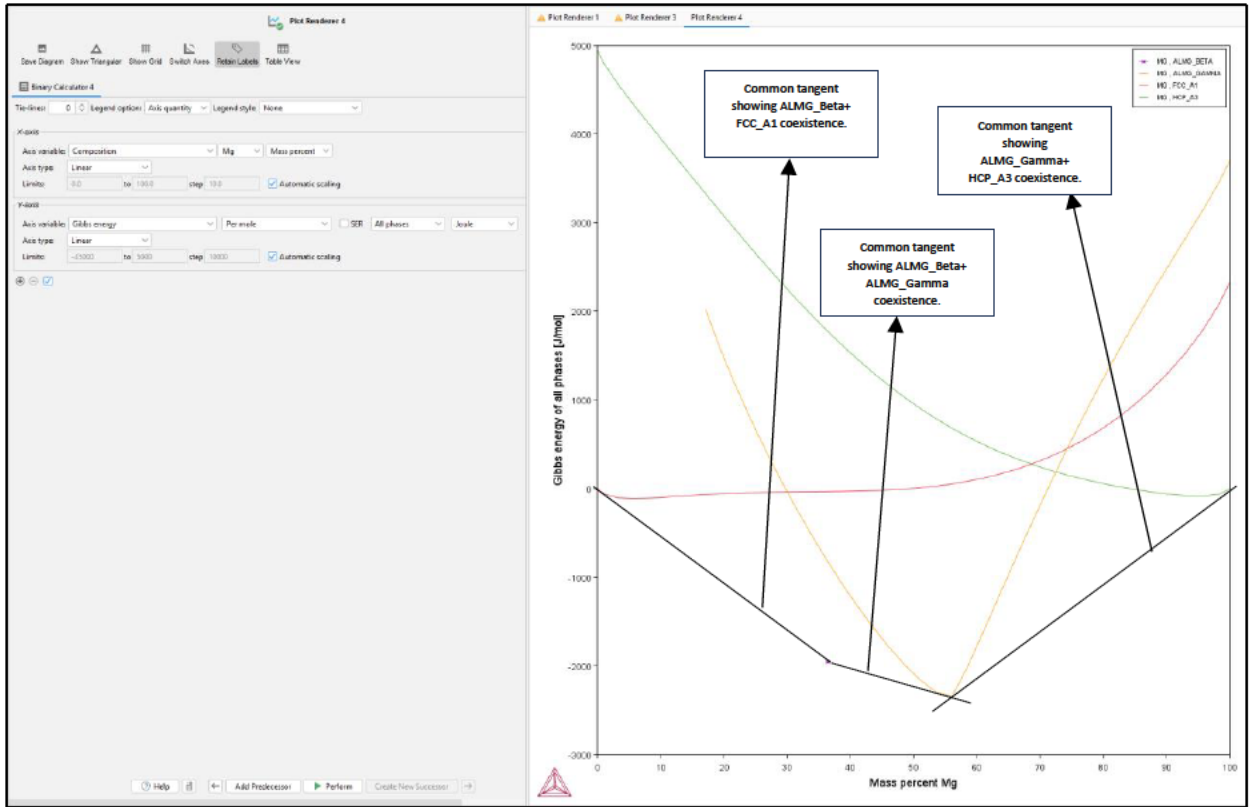 Plot Renderer 4
Save Diagram Show Triangular Show Grid Switch Axes Retain Labels Table View
Binary Calculator 4
Tie-lines: 0 Legend option: Axis quantity Legend style: None
X-axis
Axis variable: Composition Mg Mass percent
Axis type: Linear
Limits: 0.0 to 100.0 step 10.0 Automatic scaling
Y-axis
Axis variable: Gibbs energy Per mole SER All phases Joule
Axis type: Linear
Limits: to 5000 step 10000 Automatic scaling
Help Add Predecessor Perform Create New Successor
Plot Renderer 1 Plot Renderer 3 Plot Renderer 4
MG, ALMG_BETA
MG, ALMG_GAMMA
MG, FCC_A1
MG, HCP_A3
Common tangent
showing ALMG_Beta+
FCC_A1 coexistence.
Common tangent
showing
ALMG_Gamma+
HCP_A3 coexistence.
Common tangent
showing ALMG_Beta+
ALMG_Gamma
coexistence.
Gibbs energy of all phases [J/mol]
5000
4000
3000
2000
1000
0
-1000
-2000
-3000
0 10 20 30 40 50 60 70 80 90 100
Mass percent Mg